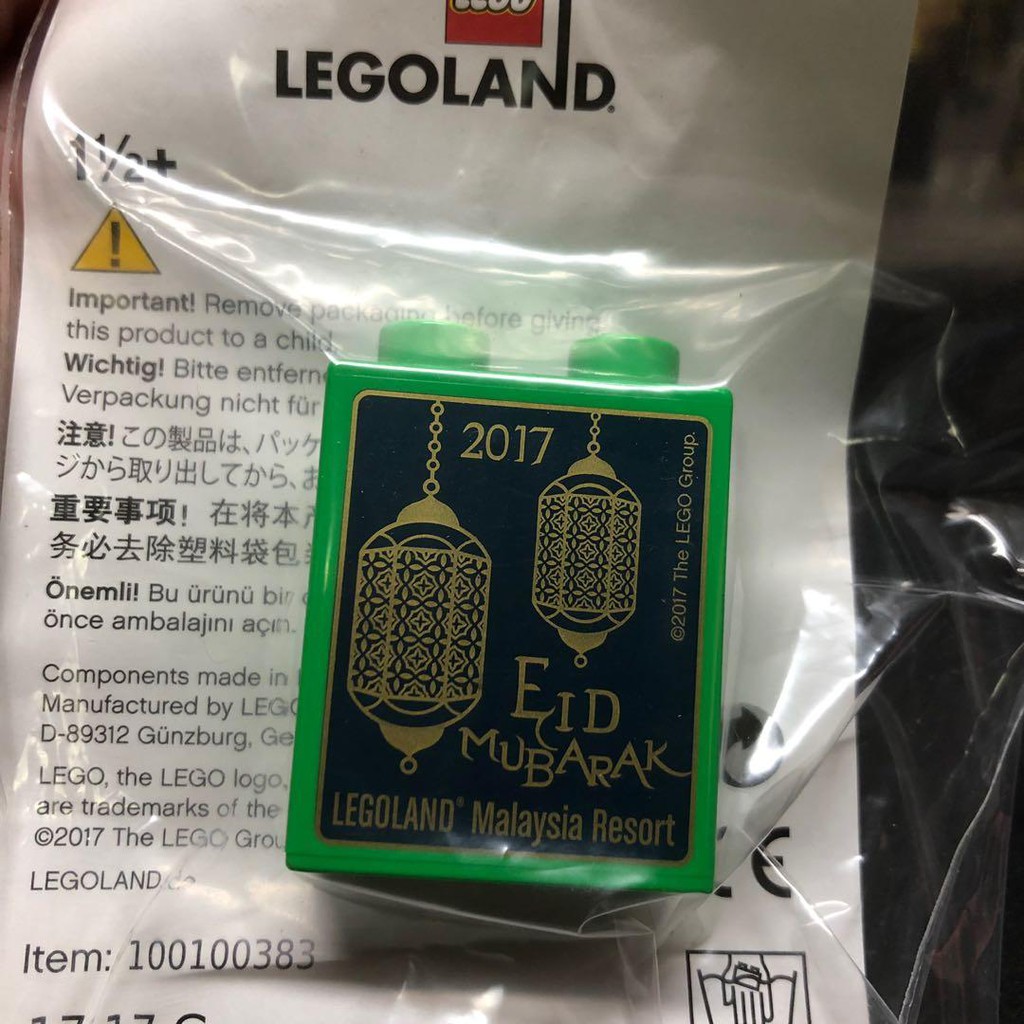 LEGO
LEGOLAND
1½+
Important! Remove packaging before giving
this product to a child.
Wichtig! Bitte entferne
Verpackung nicht für
注意! この製品は、パッケ
ジから取り出してから、お
重要事项！在将本产
务必去除塑料袋包
Önemli! Bu ürünü bir
önce ambalajını açın.
Components made in
Manufactured by LEGO
D-89312 Günzburg, Ge
LEGO, the LEGO logo,
are trademarks of the
©2017 The LEGO Grou
LEGOLAND.de
Item: 100100383
2017
©2017 The LEGO Group.
EID
MUBARAK
LEGOLAND® Malaysia Resort
CE